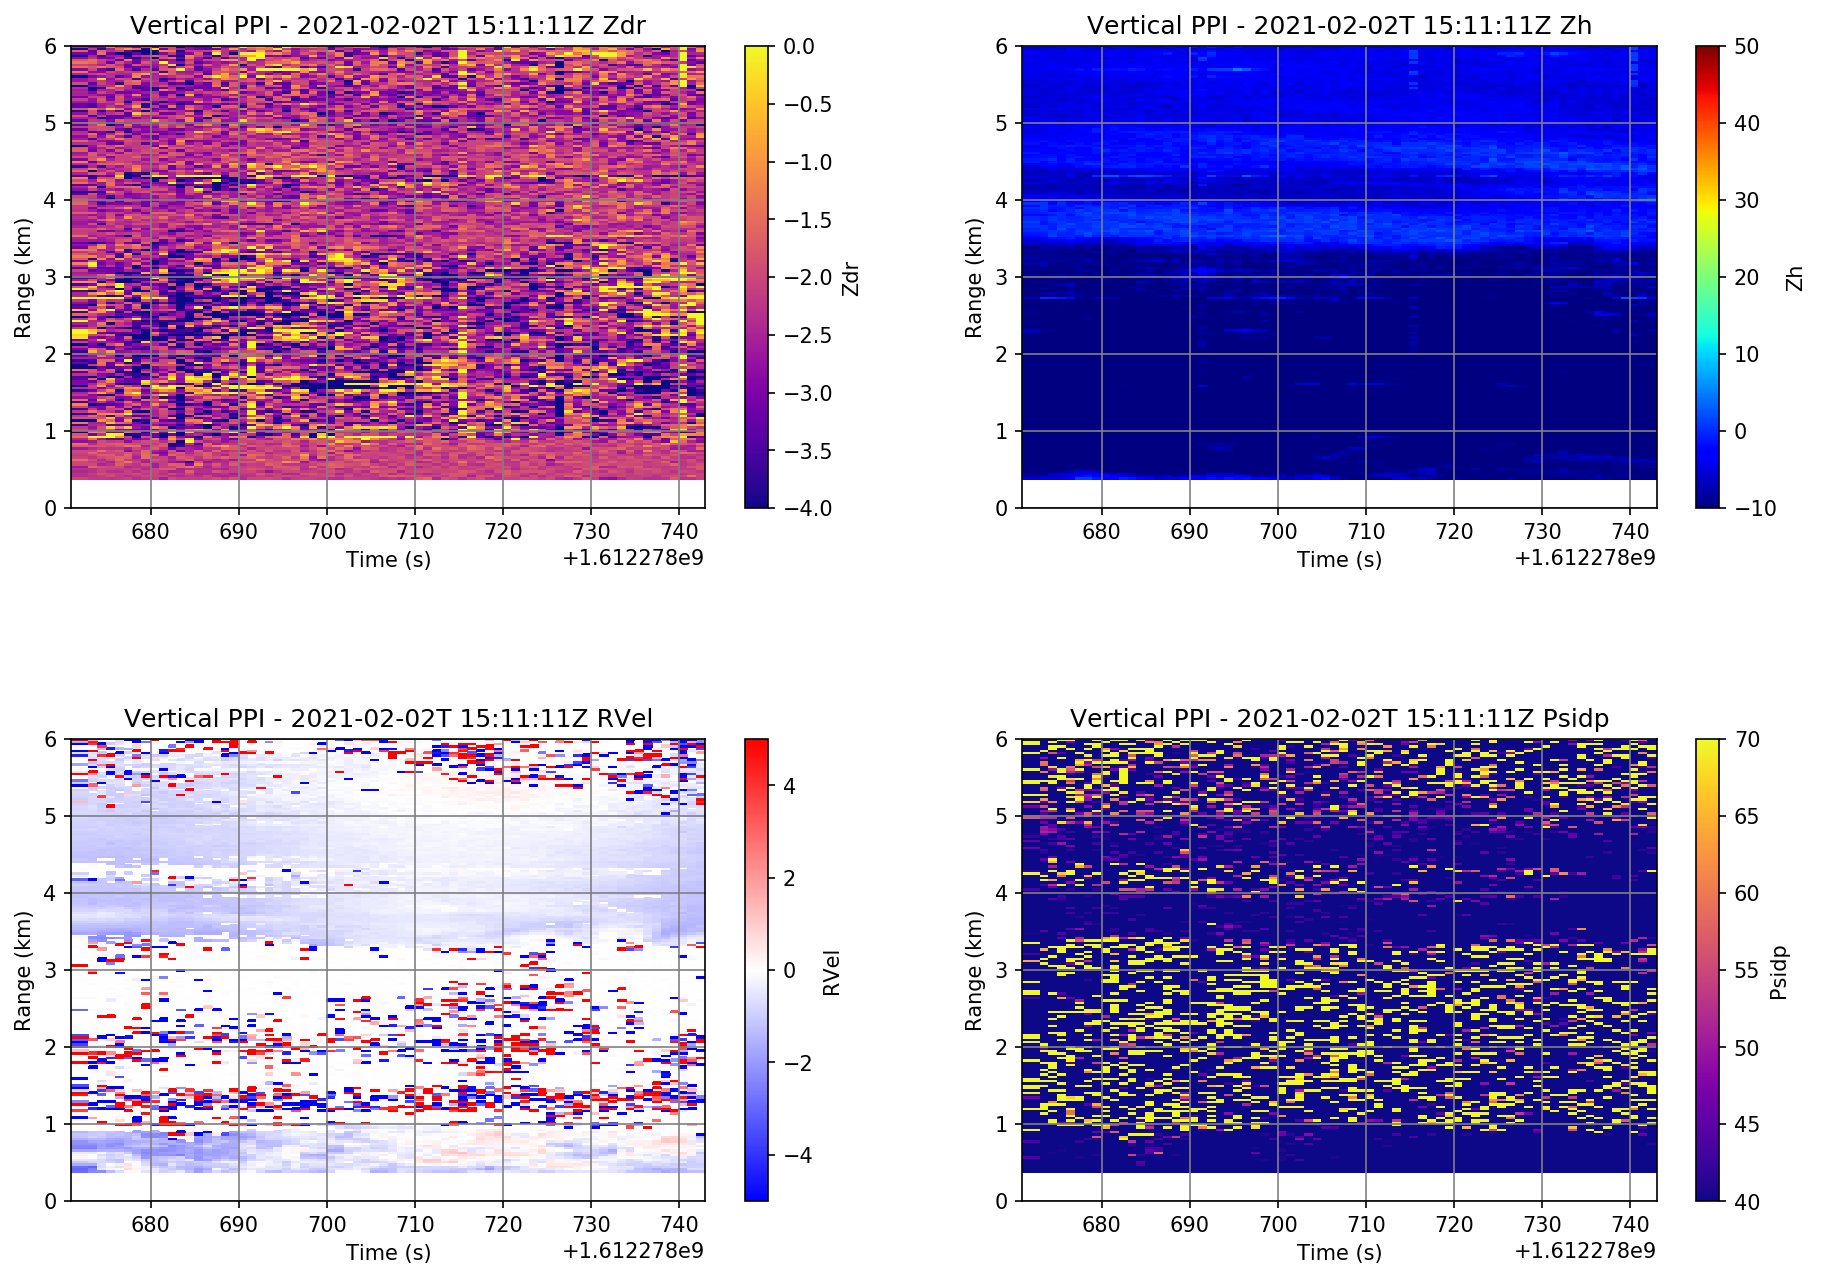 Vertical PPI - 2021-02-02T 15:11:11Z Zdr
6
5
4
3
2
1
0
Range (km)
680 690 700 710 720 730 740
Time (s)
+1.612278e9
0.0
−0.5
−1.0
−1.5
−2.0
−2.5
−3.0
−3.5
−4.0
Zdr
Vertical PPI - 2021-02-02T 15:11:11Z Zh
6
5
4
3
2
1
0
Range (km)
680 690 700 710 720 730 740
Time (s)
+1.612278e9
50
40
30
20
10
0
−10
Zh
Vertical PPI - 2021-02-02T 15:11:11Z RVel
6
5
4
3
2
1
0
Range (km)
680 690 700 710 720 730 740
Time (s)
+1.612278e9
4
2
0
−2
−4
RVel
Vertical PPI - 2021-02-02T 15:11:11Z Psidp
6
5
4
3
2
1
0
Range (km)
680 690 700 710 720 730 740
Time (s)
+1.612278e9
70
65
60
55
50
45
40
Psidp